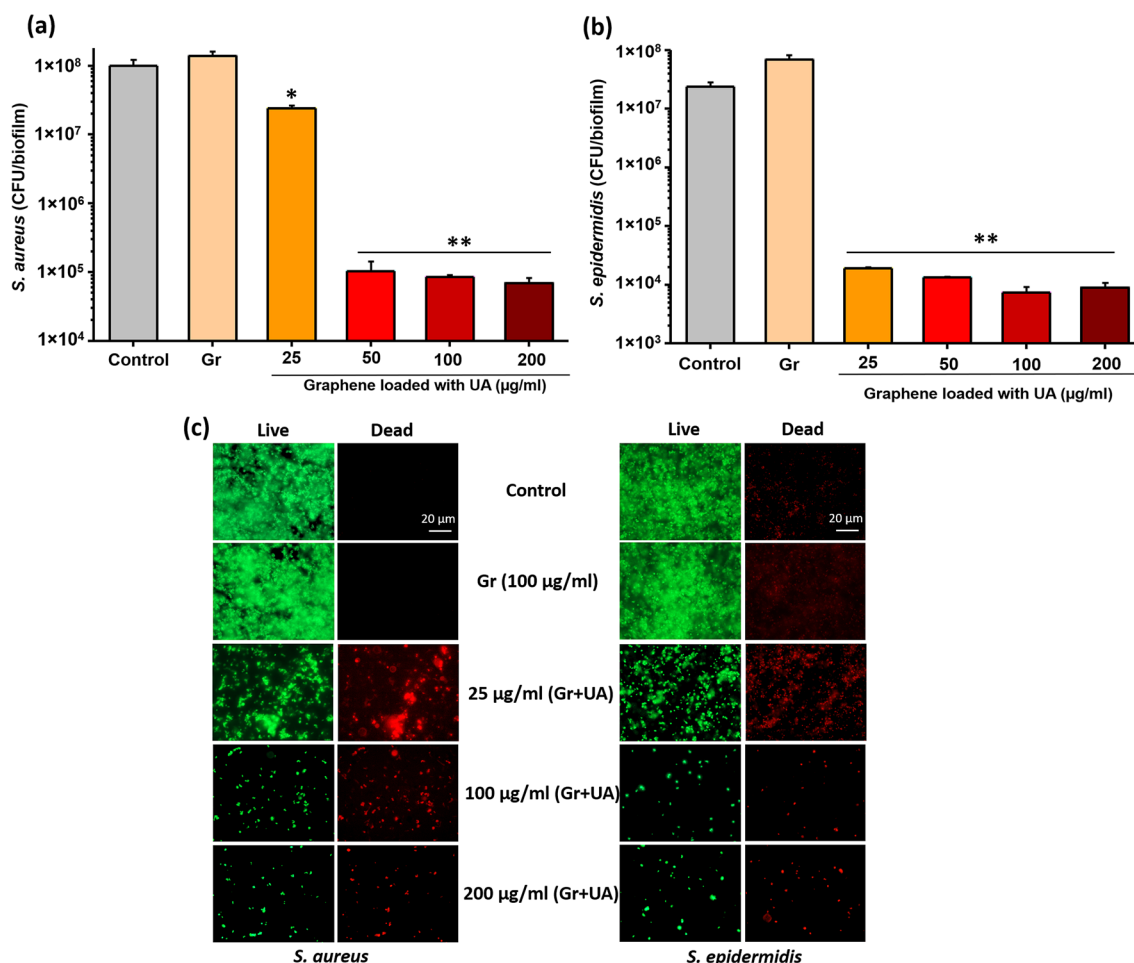 (a)
S. aureus (CFU/biofilm)
1×10⁸
1×10⁷
1×10⁶
1×10⁵
1×10⁴
*
**
Control
Gr
25
50
100
200
Graphene loaded with UA (µg/ml)
(b)
S. epidermidis (CFU/biofilm)
1×10⁸
1×10⁷
1×10⁶
1×10⁵
1×10⁴
1×10³
**
Control
Gr
25
50
100
200
Graphene loaded with UA (µg/ml)
(c)
Live Dead Live Dead
Control
20 µm
20 µm
Gr (100 µg/ml)
25 µg/ml (Gr+UA)
100 µg/ml (Gr+UA)
200 µg/ml (Gr+UA)
S. aureus
S. epidermidis